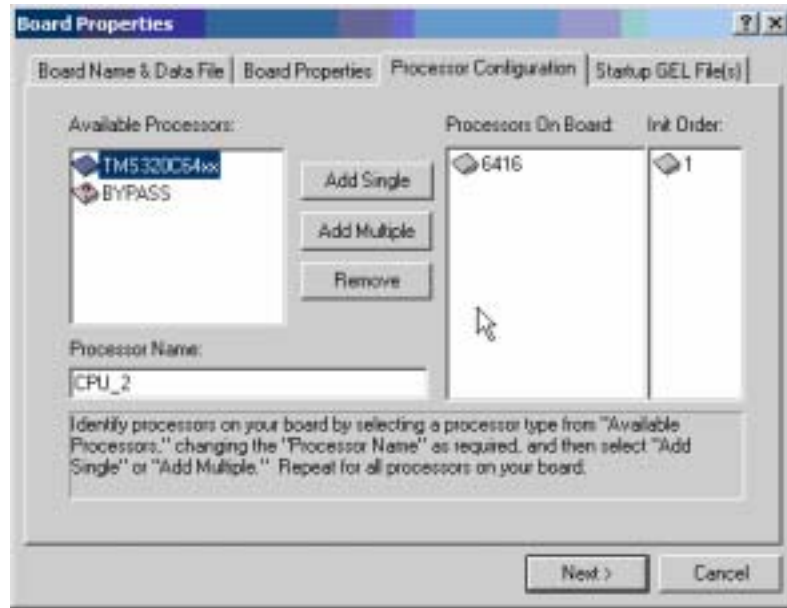 Board Properties
Board Name & Data File
Board Properties
Processor Configuration
Startup GEL File(s)
Available Processors:
Processors On Board:
Init Order:
TMS320C64xx
BYPASS
Add Single
Add Multiple
Remove
6416
1
Processor Name:
CPU_2
Identify processors on your board by selecting a processor type from "Available
Processors," changing the "Processor Name" as required, and then select "Add
Single" or "Add Multiple." Repeat for all processors on your board.
Next >
Cancel